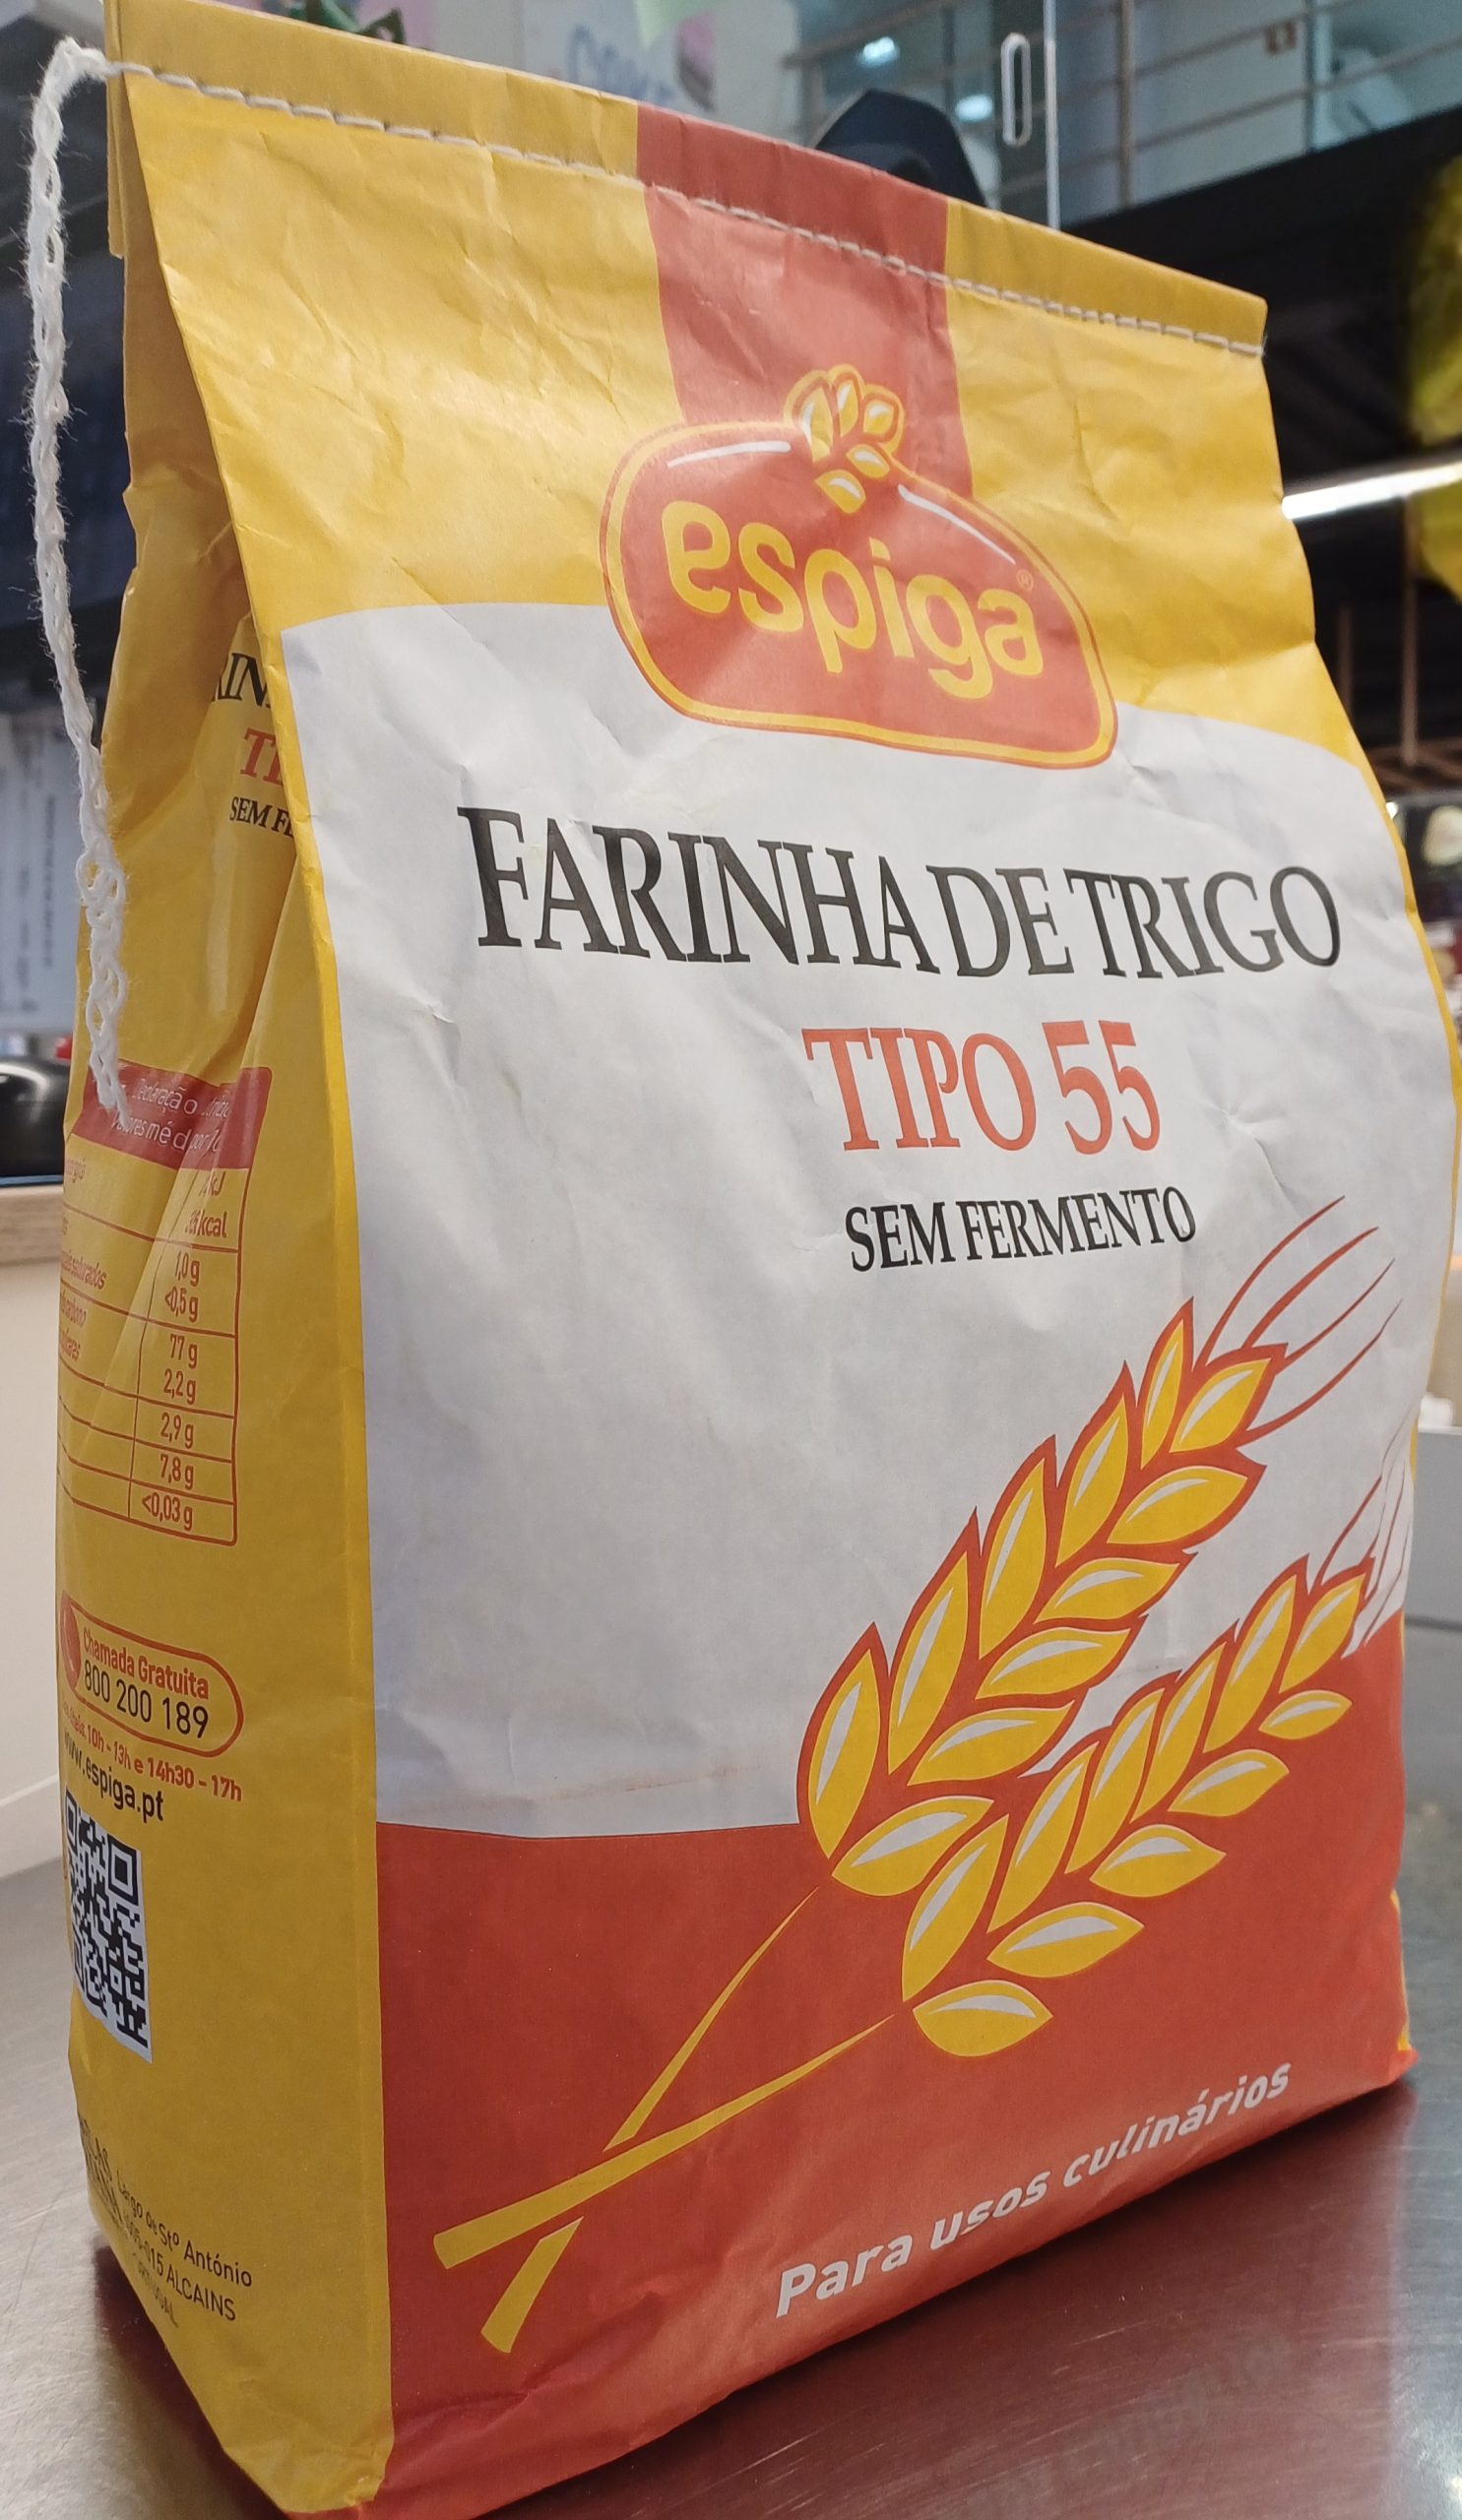 espiga
®
FARINHA DE TRIGO
TIPO 55
SEM FERMENTO
Para usos culinários
SEM
kcal
1,0 g
<0,5 g
77 g
2,2 g
2,9 g
7,8 g
<0,03 g
Chamada Gratuita
800 200 189
10h - 13h e 14h30 - 17h
www.espiga.pt
Largo de Stº António
ALCAINS